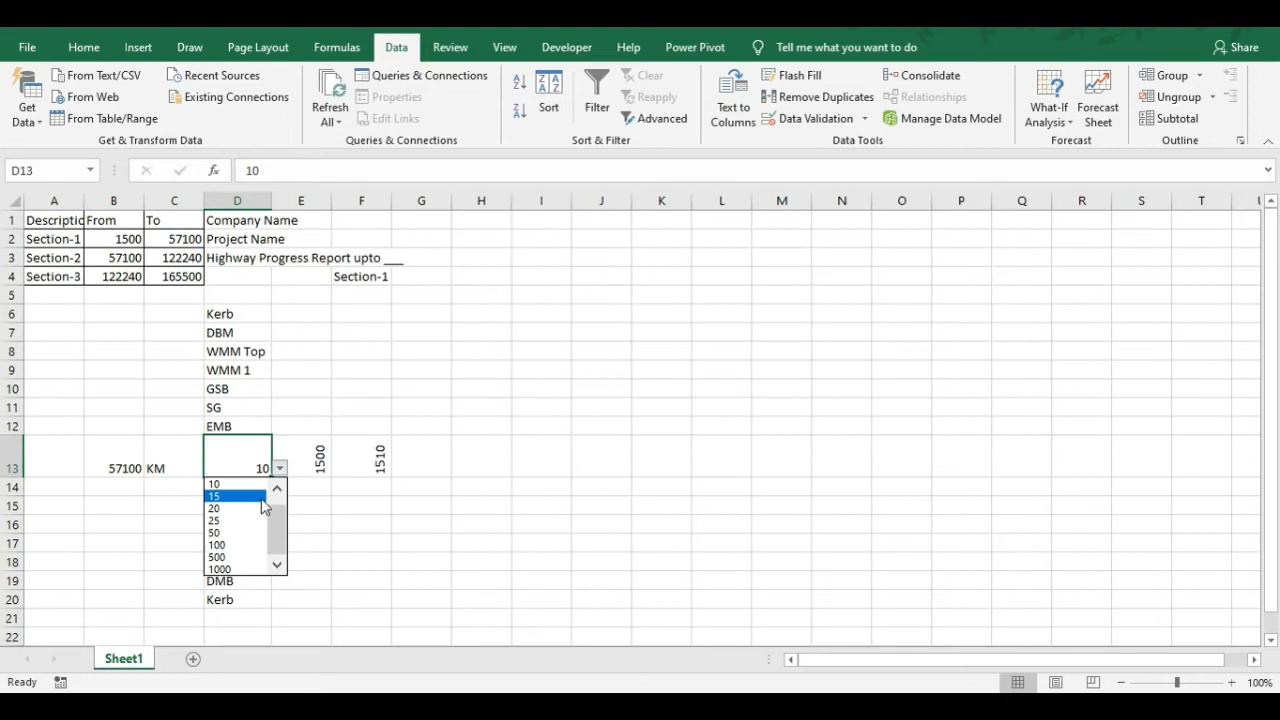 File Home Insert Draw Page Layout Formulas Data Review View Developer Help Power Pivot Tell me what you want to do Share
Get Data
From Text/CSV
From Web
From Table/Range
Recent Sources
Existing Connections
Get & Transform Data
Refresh All
Queries & Connections
Properties
Edit Links
Queries & Connections
Sort
Filter
Clear
Reapply
Advanced
Sort & Filter
Text to Columns
Flash Fill
Remove Duplicates
Data Validation
Consolidate
Relationships
Manage Data Model
Data Tools
What-If Analysis
Forecast Sheet
Forecast
Group
Ungroup
Subtotal
Outline
D13 fx 10
A B C D E F G H I J K L M N O P Q R S T U
1 Descriptic From To Company Name
2 Section-1 1500 57100 Project Name
3 Section-2 57100 122240 Highway Progress Report upto ___
4 Section-3 122240 165500 Section-1
5
6 Kerb
7 DBM
8 WMM Top
9 WMM 1
10 GSB
11 SG
12 EMB
13 57100 KM 10 1500 1510
14
15
16
17
18
10
15
20
25
50
100
500
1000
19 DMB
20 Kerb
21
22
Sheet1
Ready 100%